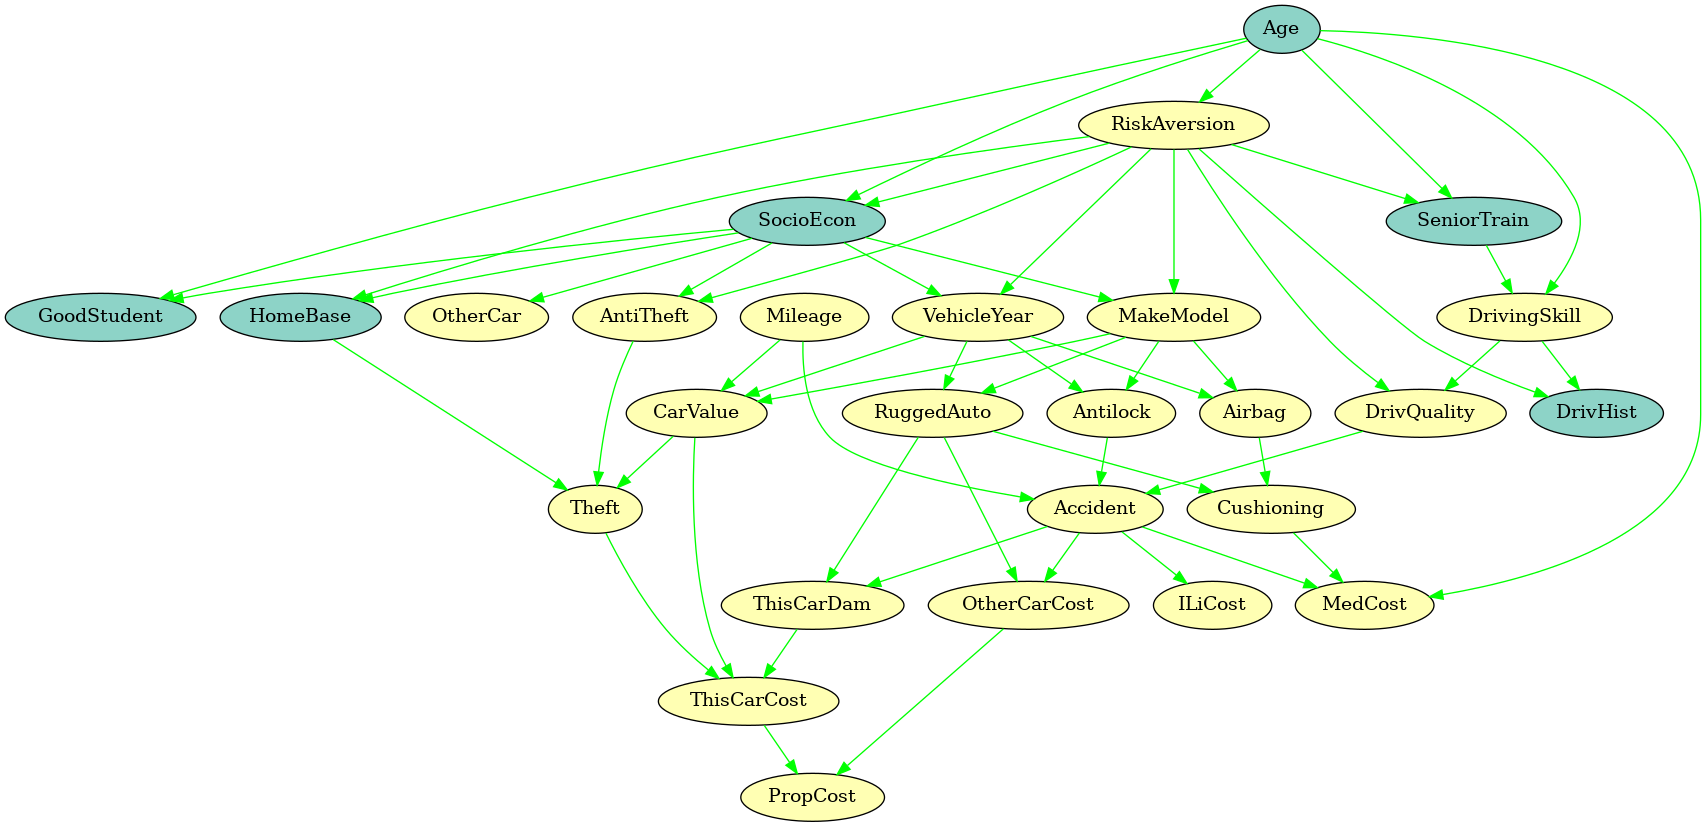 Age
RiskAversion
SocioEcon
SeniorTrain
GoodStudent
HomeBase
OtherCar
AntiTheft
Mileage
VehicleYear
MakeModel
DrivingSkill
CarValue
RuggedAuto
Antilock
Airbag
DrivQuality
DrivHist
Theft
Accident
Cushioning
ThisCarDam
OtherCarCost
ILiCost
MedCost
ThisCarCost
PropCost